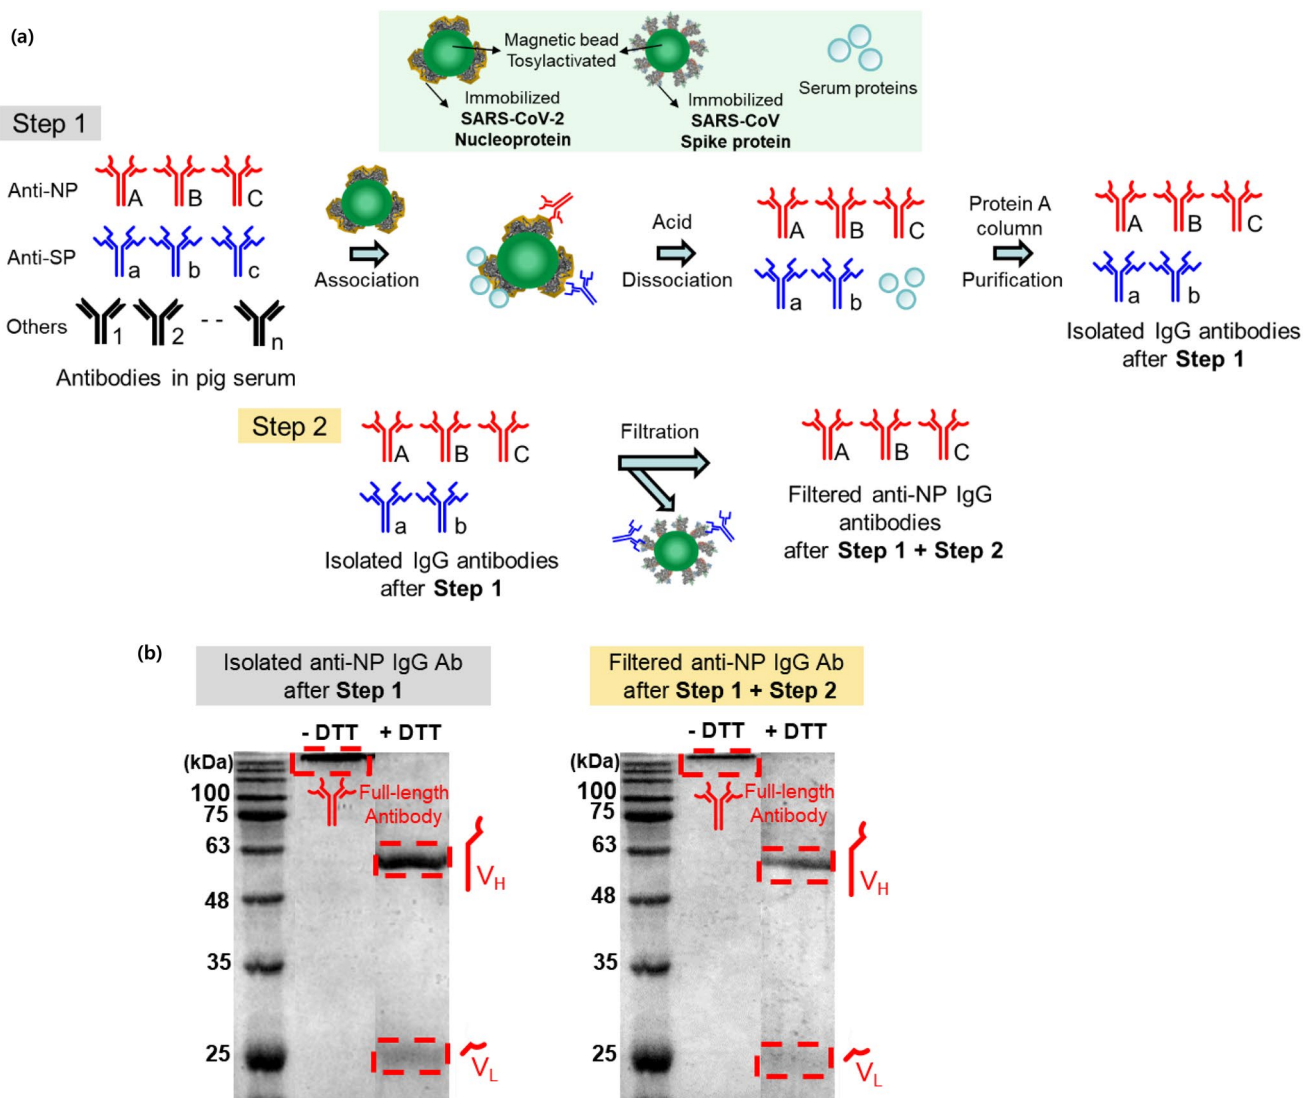 (a)
Magnetic bead
Tosylactivated
Immobilized
SARS-CoV-2
Nucleoprotein
Immobilized
SARS-CoV
Spike protein
Serum proteins
Step 1
Anti-NP
A B C
Anti-SP
a b c
Others
1 2 - - n
Antibodies in pig serum
Association
Acid
Dissociation
A B C
a b
Protein A
column
Purification
A B C
a b
Isolated IgG antibodies
after Step 1
Step 2
A B C
a b
Isolated IgG antibodies
after Step 1
Filtration
A B C
Filtered anti-NP IgG
antibodies
after Step 1 + Step 2
(b)
Isolated anti-NP IgG Ab
after Step 1
- DTT + DTT
(kDa)
100
75
63
48
35
25
Full-length
Antibody
VH
VL
Filtered anti-NP IgG Ab
after Step 1 + Step 2
- DTT + DTT
(kDa)
100
75
63
48
35
25
Full-length
Antibody
VH
VL